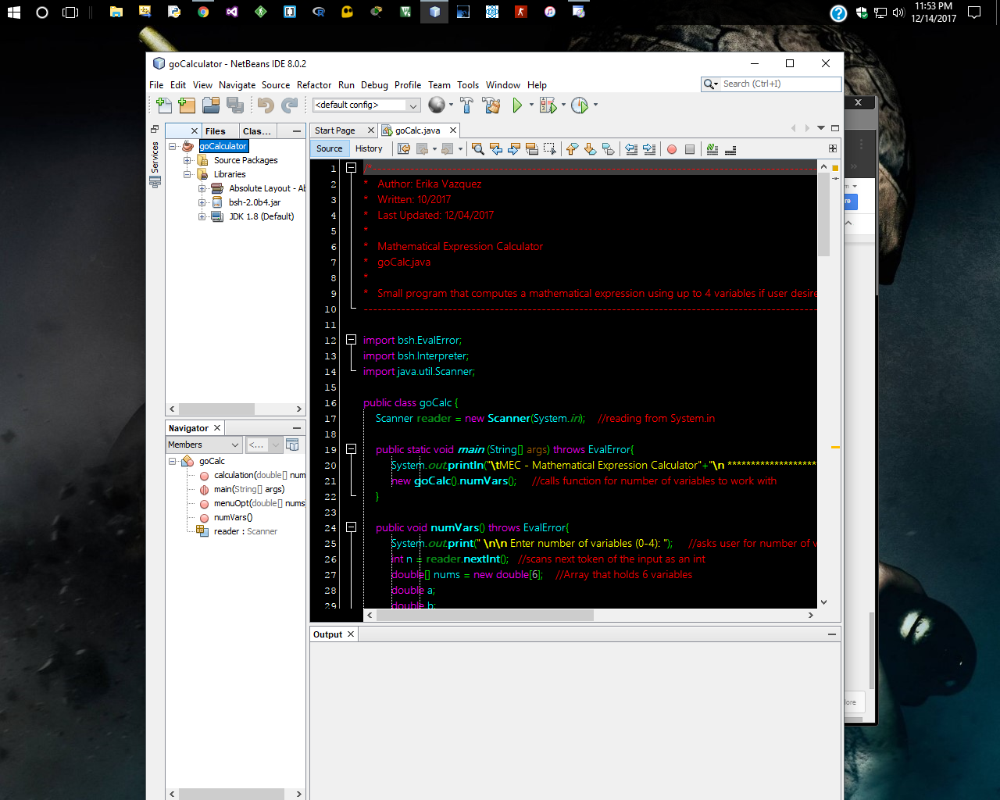 11:53 PM
12/14/2017
goCalculator - NetBeans IDE 8.0.2
File Edit View Navigate Source Refactor Run Debug Profile Team Tools Window Help
Search (Ctrl+I)
<default config>
Services
Files Clas...
goCalculator
Source Packages
Libraries
Absolute Layout - Ab
bsh-2.0b4.jar
JDK 1.8 (Default)
Navigator
Members
<...
goCalc
calculation(double[] num
main(String[] args)
menuOpt(double[] nums
numVars()
reader : Scanner
Start Page goCalc.java
Source History
1 /*------------------------------------------------------------
2 * Author: Erika Vazquez
3 * Written: 10/2017
4 * Last Updated: 12/04/2017
5 *
6 * Mathematical Expression Calculator
7 * goCalc.java
8 *
9 * Small program that computes a mathematical expression using up to 4 variables if user desire
10 ------------------------------------------------------------
11
12 import bsh.EvalError;
13 import bsh.Interpreter;
14 import java.util.Scanner;
15
16 public class goCalc {
17 Scanner reader = new Scanner(System.in); //reading from System.in
18
19 public static void main (String[] args) throws EvalError{
20 System.out.println("\tMEC - Mathematical Expression Calculator"+"\n *******************
21 new goCalc().numVars(); //calls function for number of variables to work with
22 }
23
24 public void numVars() throws EvalError{
25 System.out.print(" \n\n Enter number of variables (0-4): "); //asks user for number of v
26 int n = reader.nextInt(); //scans next token of the input as an int
27 double[] nums = new double[6]; //Array that holds 6 variables
28 double a;
29 double b;
Output